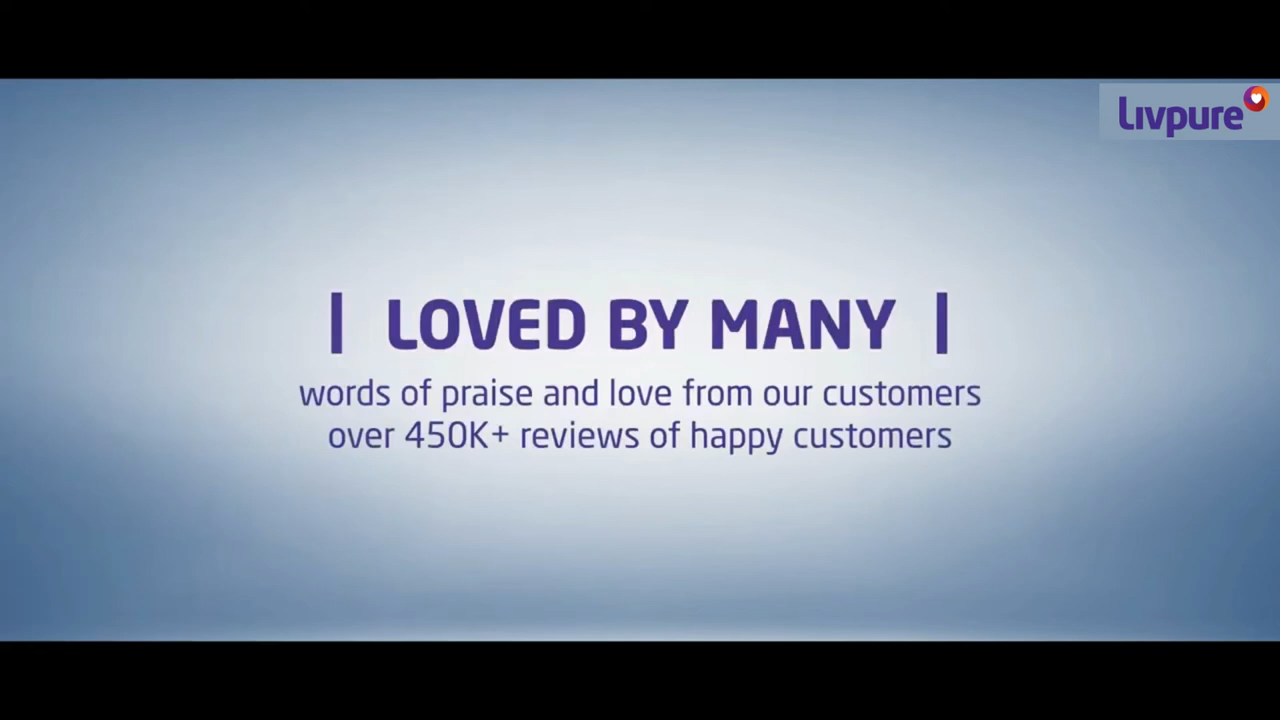 Livpure
| LOVED BY MANY |
words of praise and love from our customers
over 450K+ reviews of happy customers